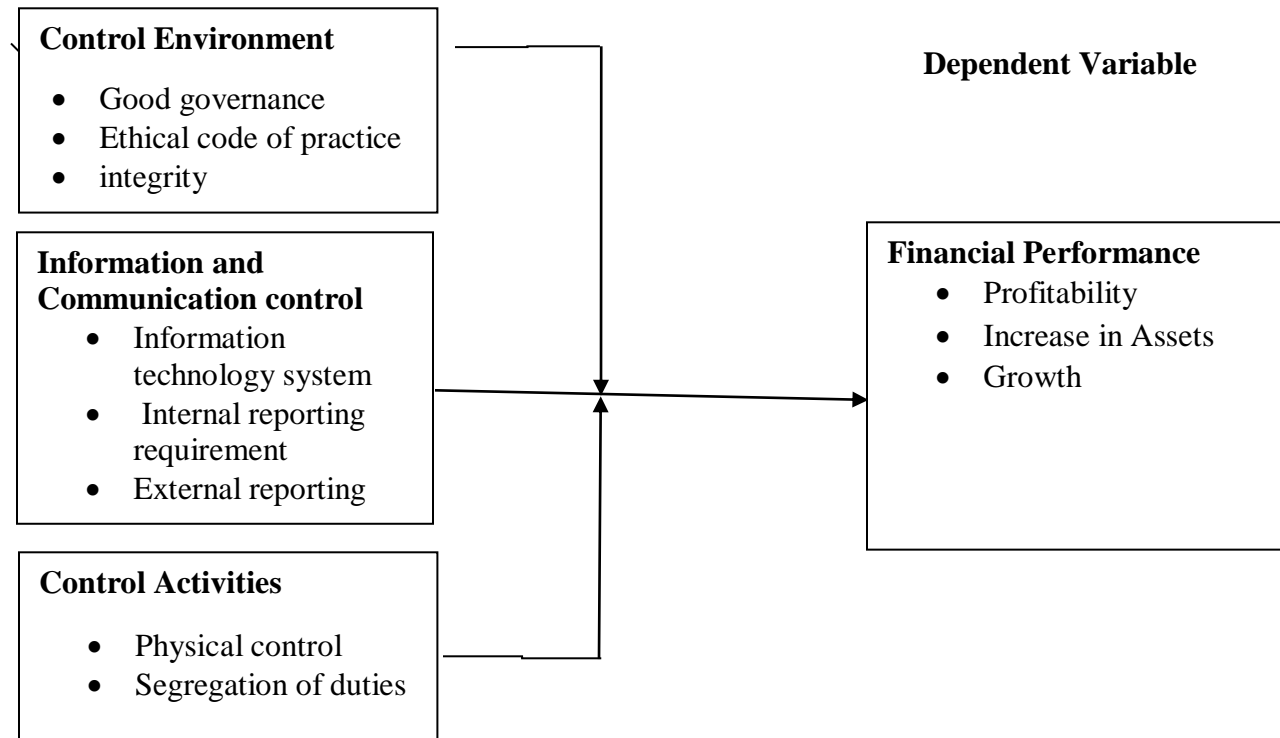 Control Environment
• Good governance
• Ethical code of practice
• integrity
Information and
Communication control
• Information
technology system
• Internal reporting
requirement
• External reporting
Control Activities
• Physical control
• Segregation of duties
Dependent Variable
Financial Performance
• Profitability
• Increase in Assets
• Growth